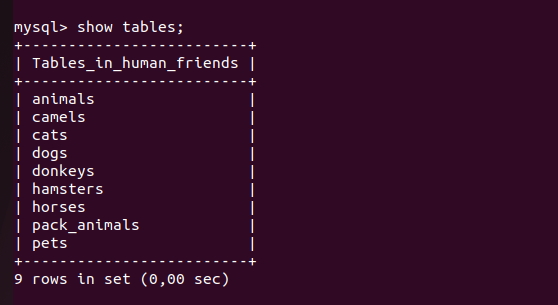 mysql> show tables;
+-------------------------+
| Tables_in_human_friends |
+-------------------------+
| animals                 |
| camels                  |
| cats                    |
| dogs                    |
| donkeys                 |
| hamsters                |
| horses                  |
| pack_animals            |
| pets                    |
+-------------------------+
9 rows in set (0,00 sec)